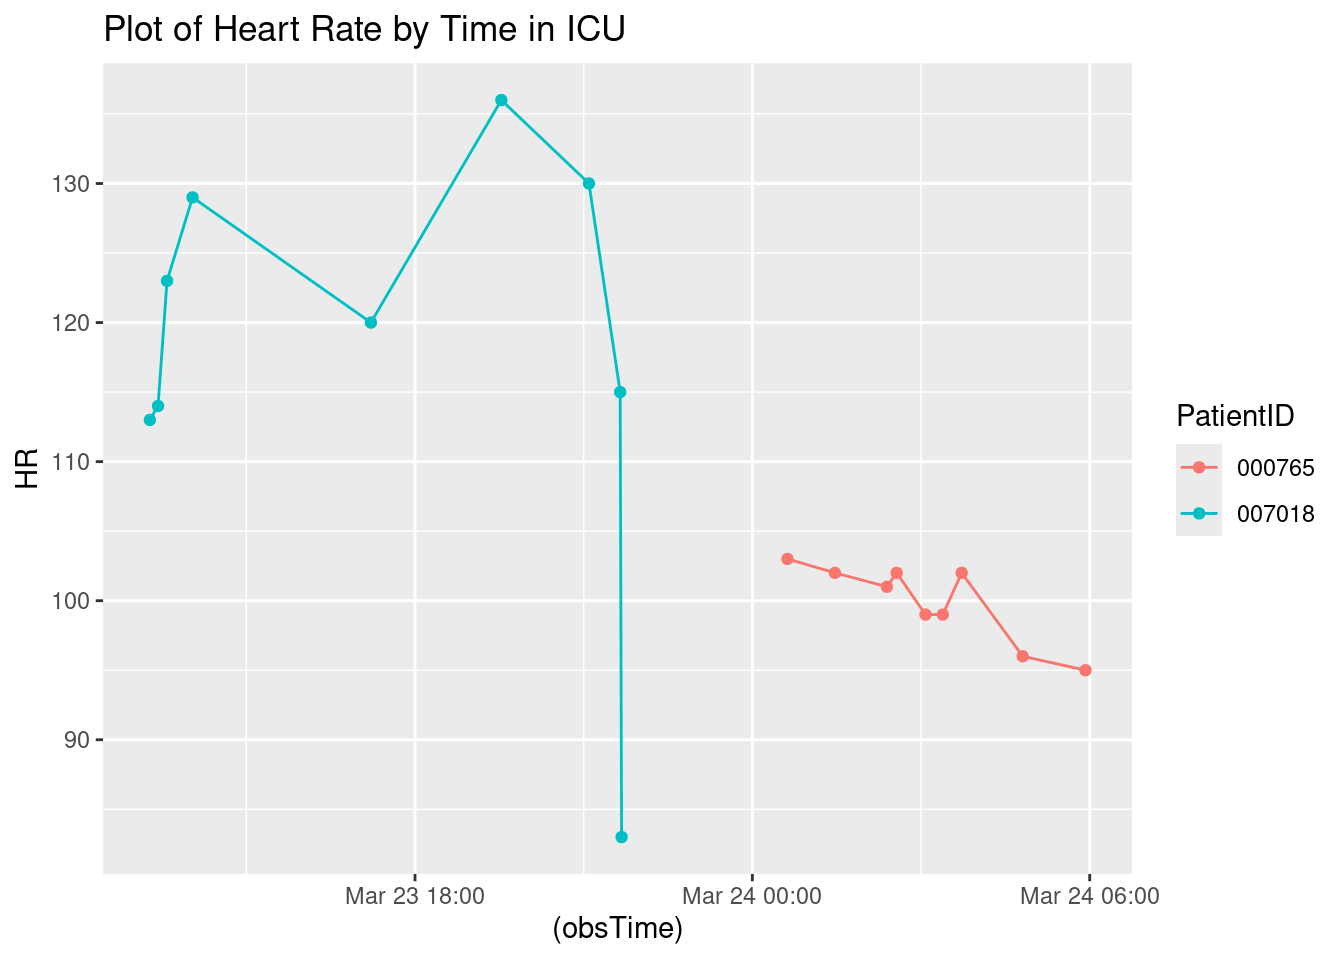 Plot of Heart Rate by Time in ICU
130
120
110
100
90
HR
Mar 23 18:00
Mar 24 00:00
Mar 24 06:00
(obsTime)
PatientID
000765
007018